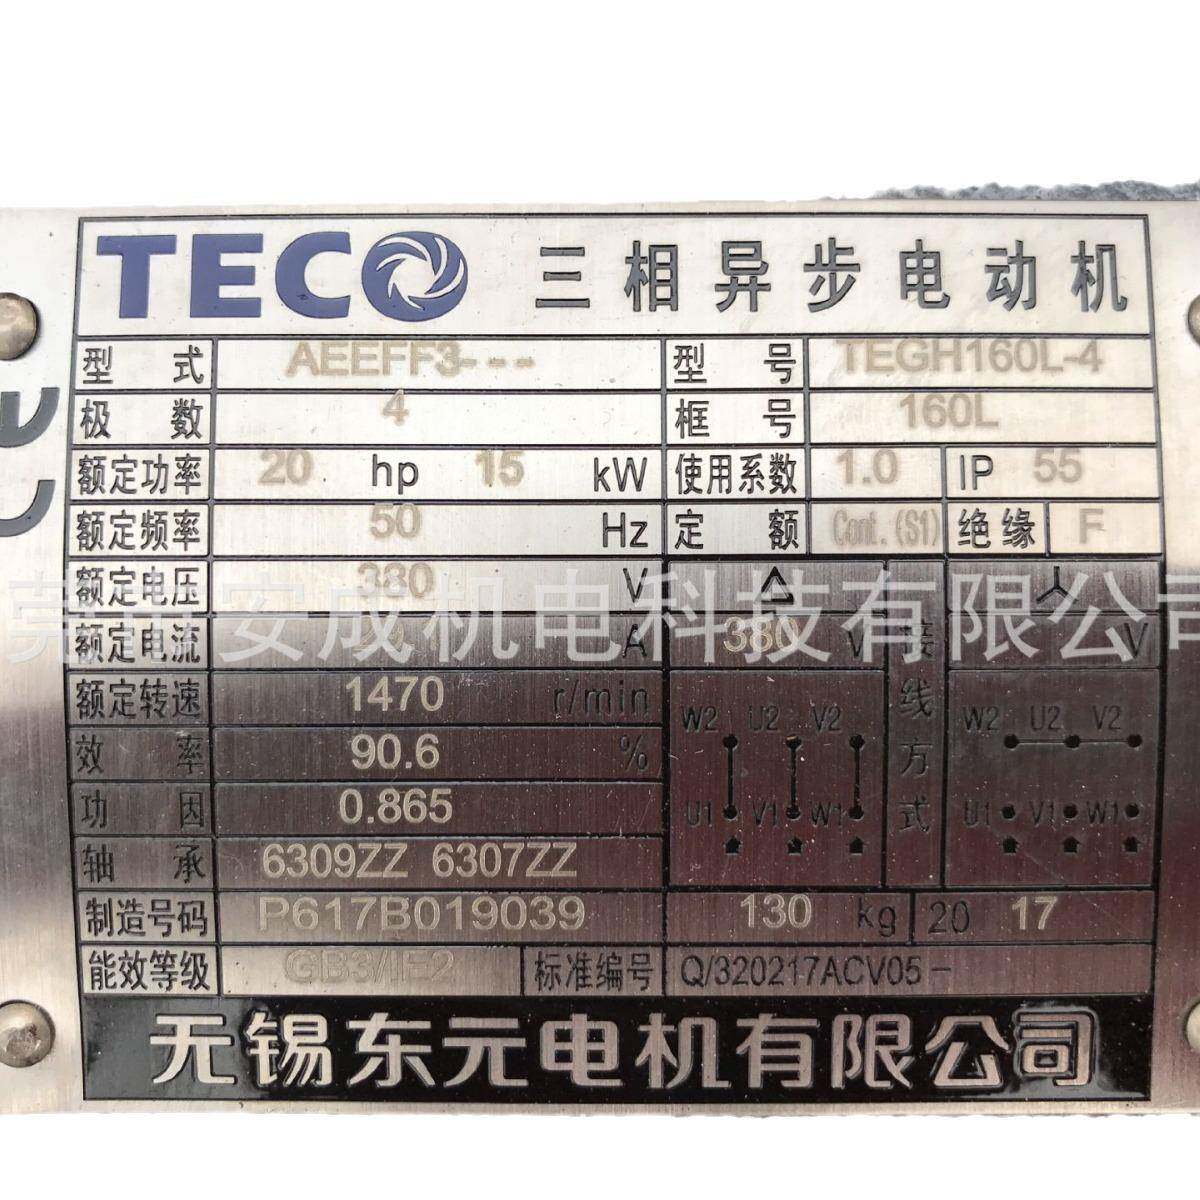 TECO 三相异步电动机
型式 AEEFF3--- 型号 TEGH160L-4
极数 4 框号 160L
额定功率 20 hp 15 kW 使用系数 1.0 IP 55
额定频率 50 Hz 定额 Cont.(S1) 绝缘 F
额定电压 380 V △ 接线方式 人
额定电流 A 380 V V
安成机电科技有限公司
额定转速 1470 r/min
W2 U2 V2 W2 U2 V2
效率 90.6 %
功因 0.865
U1 V1 W1 U1 V1 W1
轴承 6309ZZ 6307ZZ
制造号码 P617B019039 130 kg 2017
能效等级 GB3/IE2 标准编号 Q/320217ACV05-
无锡东元电机有限公司